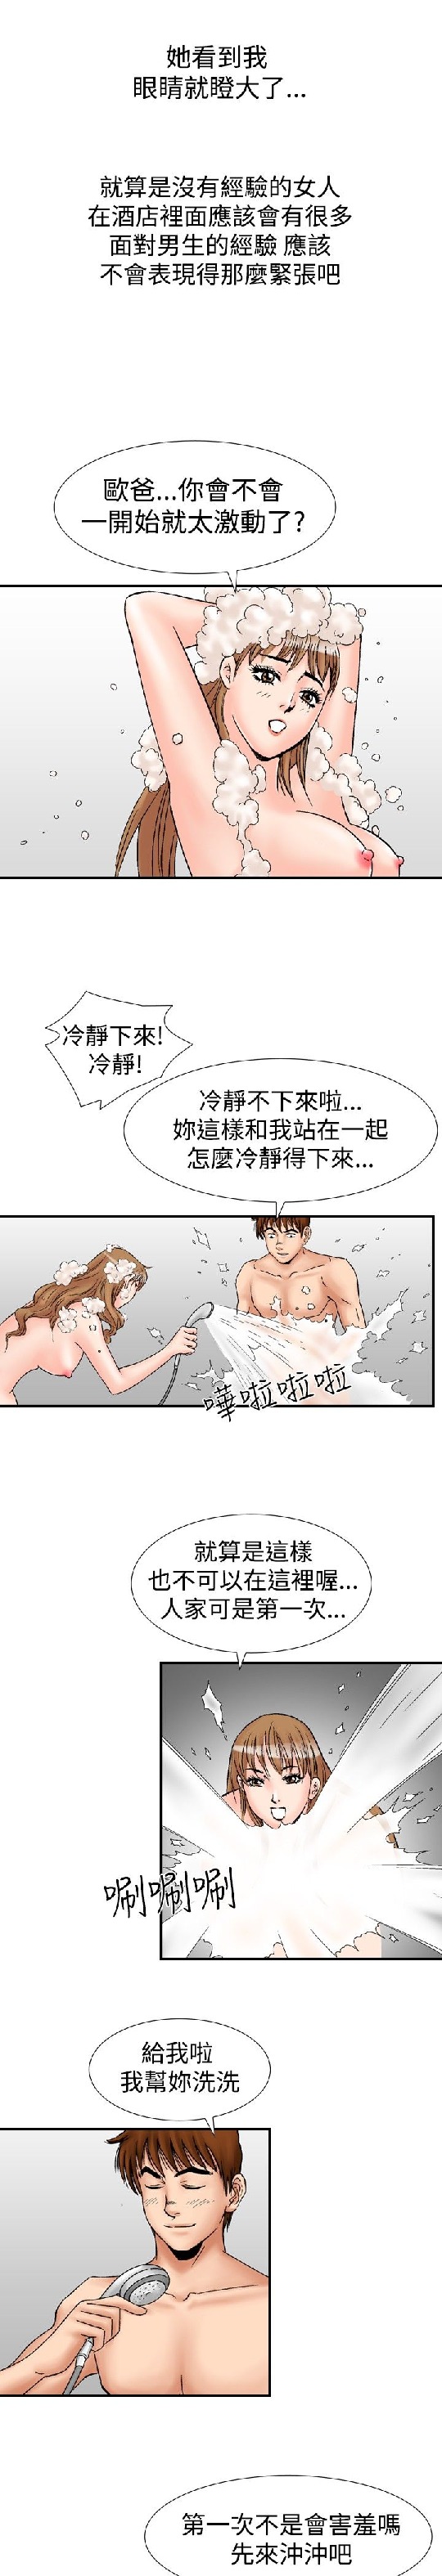 她看到我
眼睛就瞪大了...
就算是沒有經驗的女人
在酒店裡面應該會有很多
面對男生的經驗 應該
不會表現得那麼緊張吧
歐爸...你會不會
一開始就太激動了?
冷靜下來!
冷靜!
冷靜不下來啦...
妳這樣和我站在一起
怎麼冷靜得下來...
嘩啦啦啦
就算是這樣
也不可以在這裡喔...
人家可是第一次...
唰唰唰
給我啦
我幫妳洗洗
第一次不是會害羞嗎
先來沖沖吧